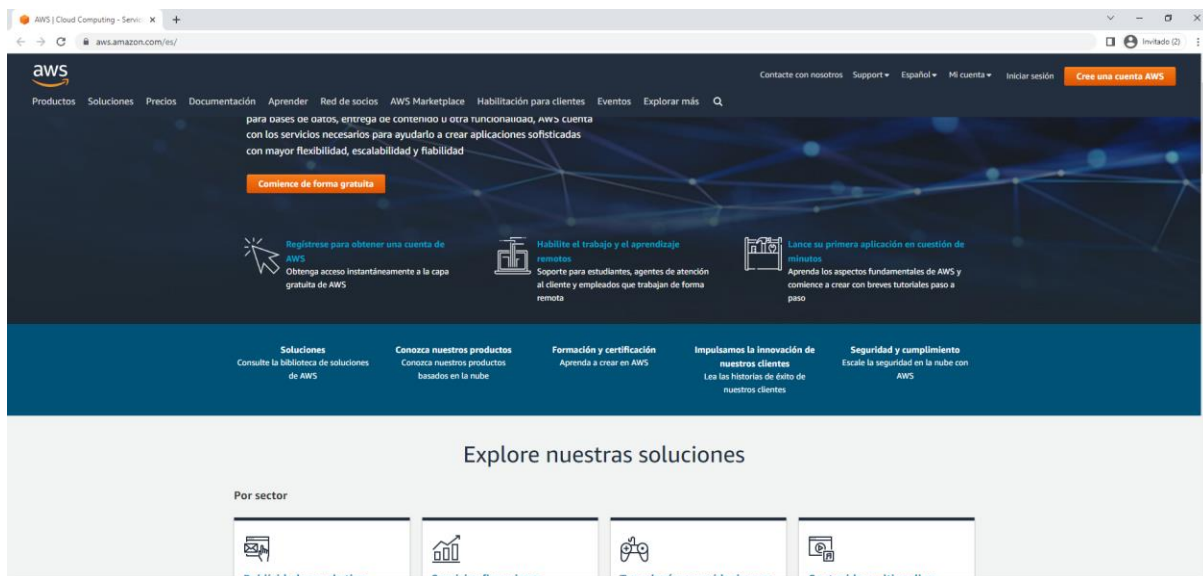 AWS | Cloud Computing - Servic
aws.amazon.com/es/
Invitado (2)
aws
Contacte con nosotros Support Español Mi cuenta Iniciar sesión Cree una cuenta AWS
Productos Soluciones Precios Documentación Aprender Red de socios AWS Marketplace Habilitación para clientes Eventos Explorar más
para bases de datos, entrega de contenido u otra funcionalidad, AWS cuenta
con los servicios necesarios para ayudarlo a crear aplicaciones sofisticadas
con mayor flexibilidad, escalabilidad y fiabilidad
Comience de forma gratuita
Regístrese para obtener una cuenta de
AWS
Obtenga acceso instantáneamente a la capa
gratuita de AWS
Habilite el trabajo y el aprendizaje
remotos
Soporte para estudiantes, agentes de atención
al cliente y empleados que trabajan de forma
remota
Lance su primera aplicación en cuestión de
minutos
Aprenda los aspectos fundamentales de AWS y
comience a crear con breves tutoriales paso a
paso
Soluciones
Consulte la biblioteca de soluciones
de AWS
Conozca nuestros productos
Conozca nuestros productos
basados en la nube
Formación y certificación
Aprenda a crear en AWS
Impulsamos la innovación de
nuestros clientes
Lea las historias de éxito de
nuestros clientes
Seguridad y cumplimiento
Escale la seguridad en la nube con
AWS
Explore nuestras soluciones
Por sector